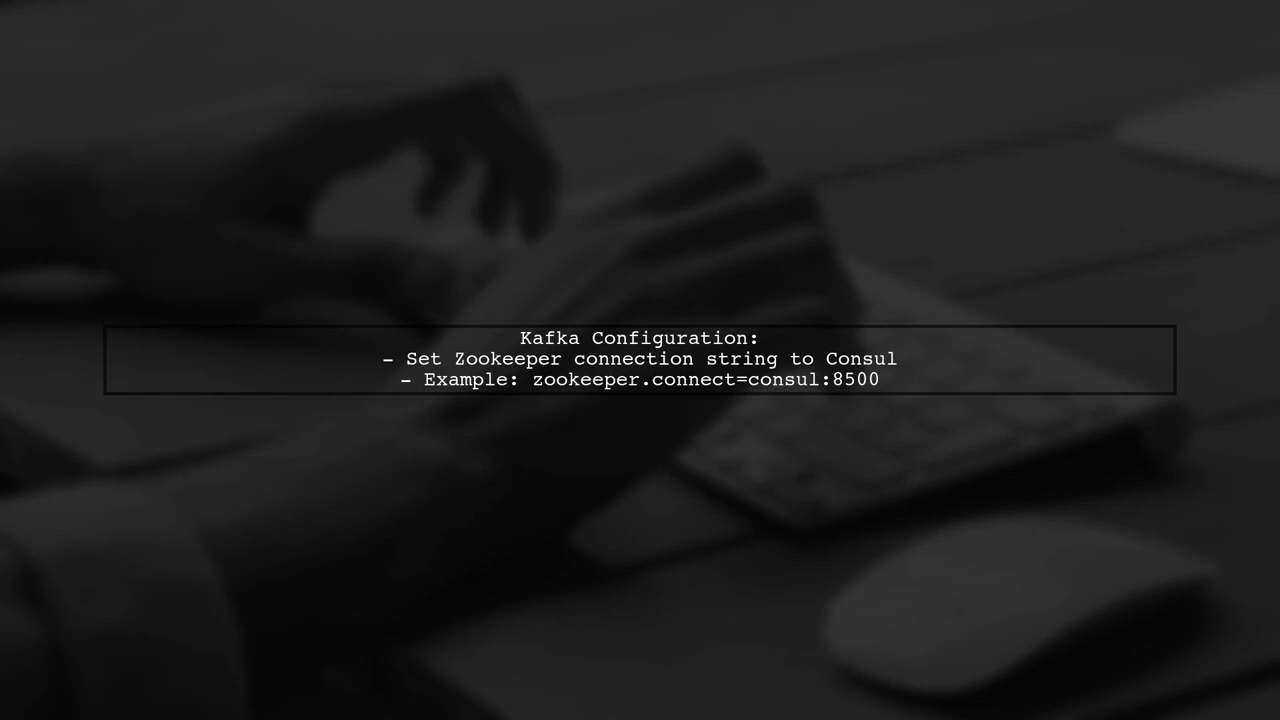 Kafka Configuration:
- Set Zookeeper connection string to Consul
- Example: zookeeper.connect=consul:8500